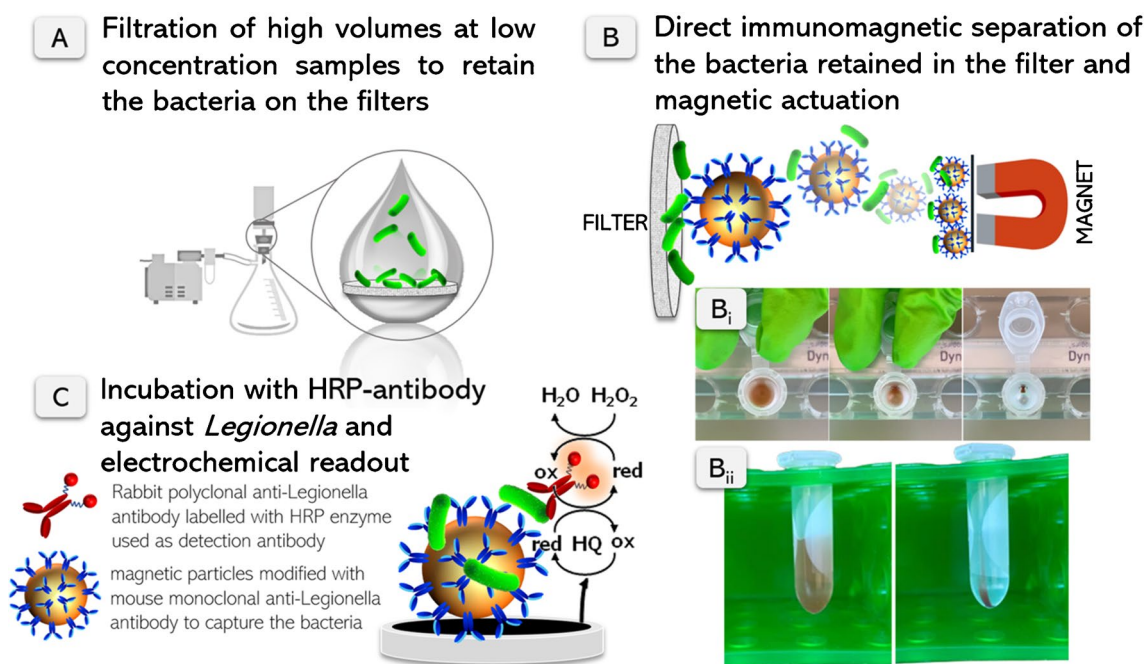 A
Filtration of high volumes at low
concentration samples to retain
the bacteria on the filters
B
Direct immunomagnetic separation of
the bacteria retained in the filter and
magnetic actuation
FILTER
MAGNET
Bi
Dyn
Dyn
Dyn
Bii
C
Incubation with HRP-antibody
against Legionella and
electrochemical readout
Rabbit polyclonal anti-Legionella
antibody labelled with HRP enzyme
used as detection antibody
magnetic particles modified with
mouse monoclonal anti-Legionella
antibody to capture the bacteria
H2O H2O2
ox red
red HQ ox